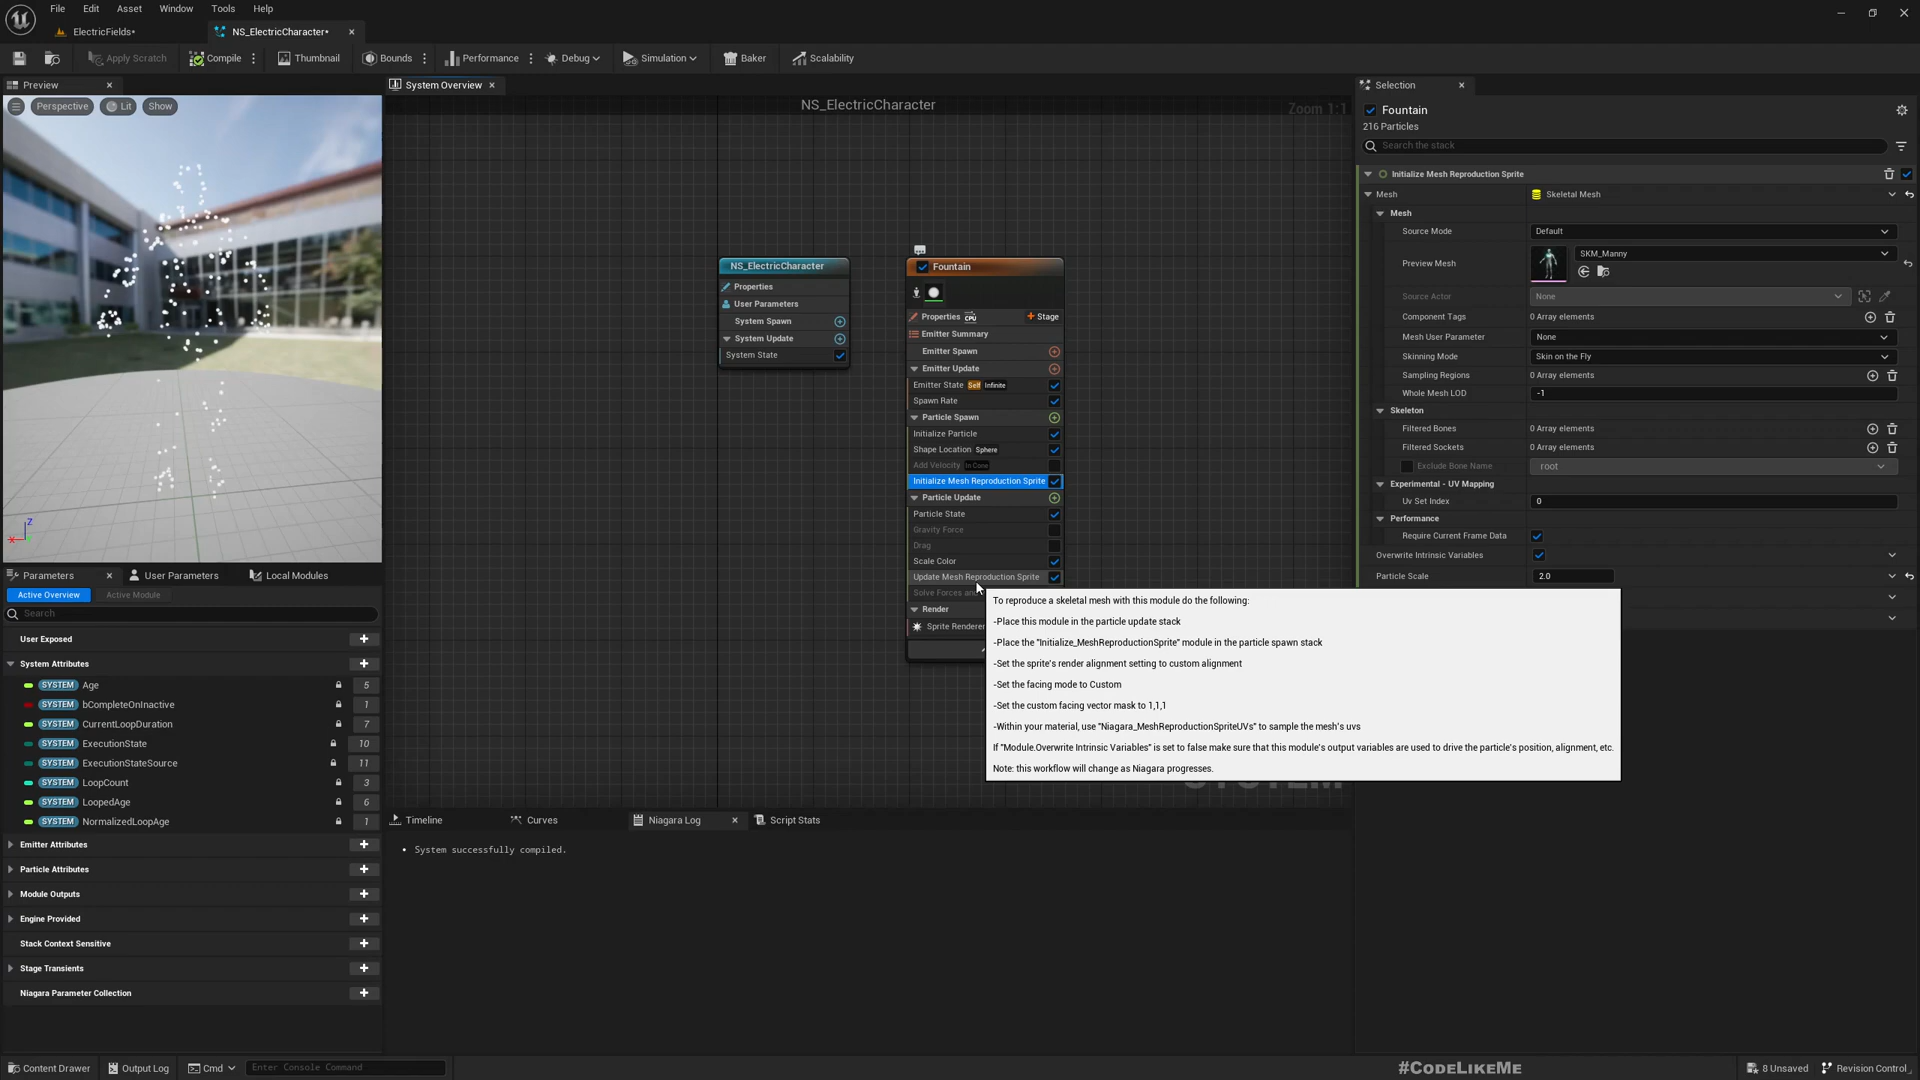 File Edit Asset Window Tools Help
ElectricFields*
NS_ElectricCharacter*
Apply Scratch
Compile
Thumbnail
Bounds
Performance
Debug
Simulation
Baker
Scalability
Preview
Perspective
Lit
Show
Z
X
System Overview
NS_ElectricCharacter
Zoom 1:1
NS_ElectricCharacter
Properties
User Parameters
System Spawn
System Update
System State
Fountain
Properties CPU
Stage
Emitter Summary
Emitter Spawn
Emitter Update
Emitter State Self Infinite
Spawn Rate
Particle Spawn
Initialize Particle
Shape Location Sphere
Add Velocity In Cone
Initialize Mesh Reproduction Sprite
Particle Update
Particle State
Gravity Force
Drag
Scale Color
Update Mesh Reproduction Sprite
Solve Forces and
Render
Sprite Renderer
To reproduce a skeletal mesh with this module do the following:
-Place this module in the particle update stack
-Place the "Initialize_MeshReproductionSprite" module in the particle spawn stack
-Set the sprite's render alignment setting to custom alignment
-Set the facing mode to Custom
-Set the custom facing vector mask to 1,1,1
-Within your material, use "Niagara_MeshReproductionSpriteUVs" to sample the mesh's uvs
If "Module.Overwrite Intrinsic Variables" is set to false make sure that this module's output variables are used to drive the particle's position, alignment, etc.
Note: this workflow will change as Niagara progresses.
SYSTEM
Selection
Fountain
216 Particles
Search the stack
Initialize Mesh Reproduction Sprite
Mesh Skeletal Mesh
Mesh
Source Mode Default
Preview Mesh SKM_Manny
Source Actor None
Component Tags 0 Array elements
Mesh User Parameter None
Skinning Mode Skin on the Fly
Sampling Regions 0 Array elements
Whole Mesh LOD -1
Skeleton
Filtered Bones 0 Array elements
Filtered Sockets 0 Array elements
Exclude Bone Name root
Experimental - UV Mapping
Uv Set Index 0
Performance
Require Current Frame Data
Overwrite Intrinsic Variables
Particle Scale 2.0
Parameters
User Parameters
Local Modules
Active Overview
Active Module
Search
User Exposed
System Attributes
SYSTEM Age 5
SYSTEM bCompleteOnInactive 1
SYSTEM CurrentLoopDuration 7
SYSTEM ExecutionState 10
SYSTEM ExecutionStateSource 11
SYSTEM LoopCount 3
SYSTEM LoopedAge 6
SYSTEM NormalizedLoopAge 1
Emitter Attributes
Particle Attributes
Module Outputs
Engine Provided
Stack Context Sensitive
Stage Transients
Niagara Parameter Collection
Timeline
Curves
Niagara Log
Script Stats
• System successfully compiled.
Content Drawer
Output Log
Cmd
Enter Console Command
#CodeLikeMe
8 Unsaved
Revision Control